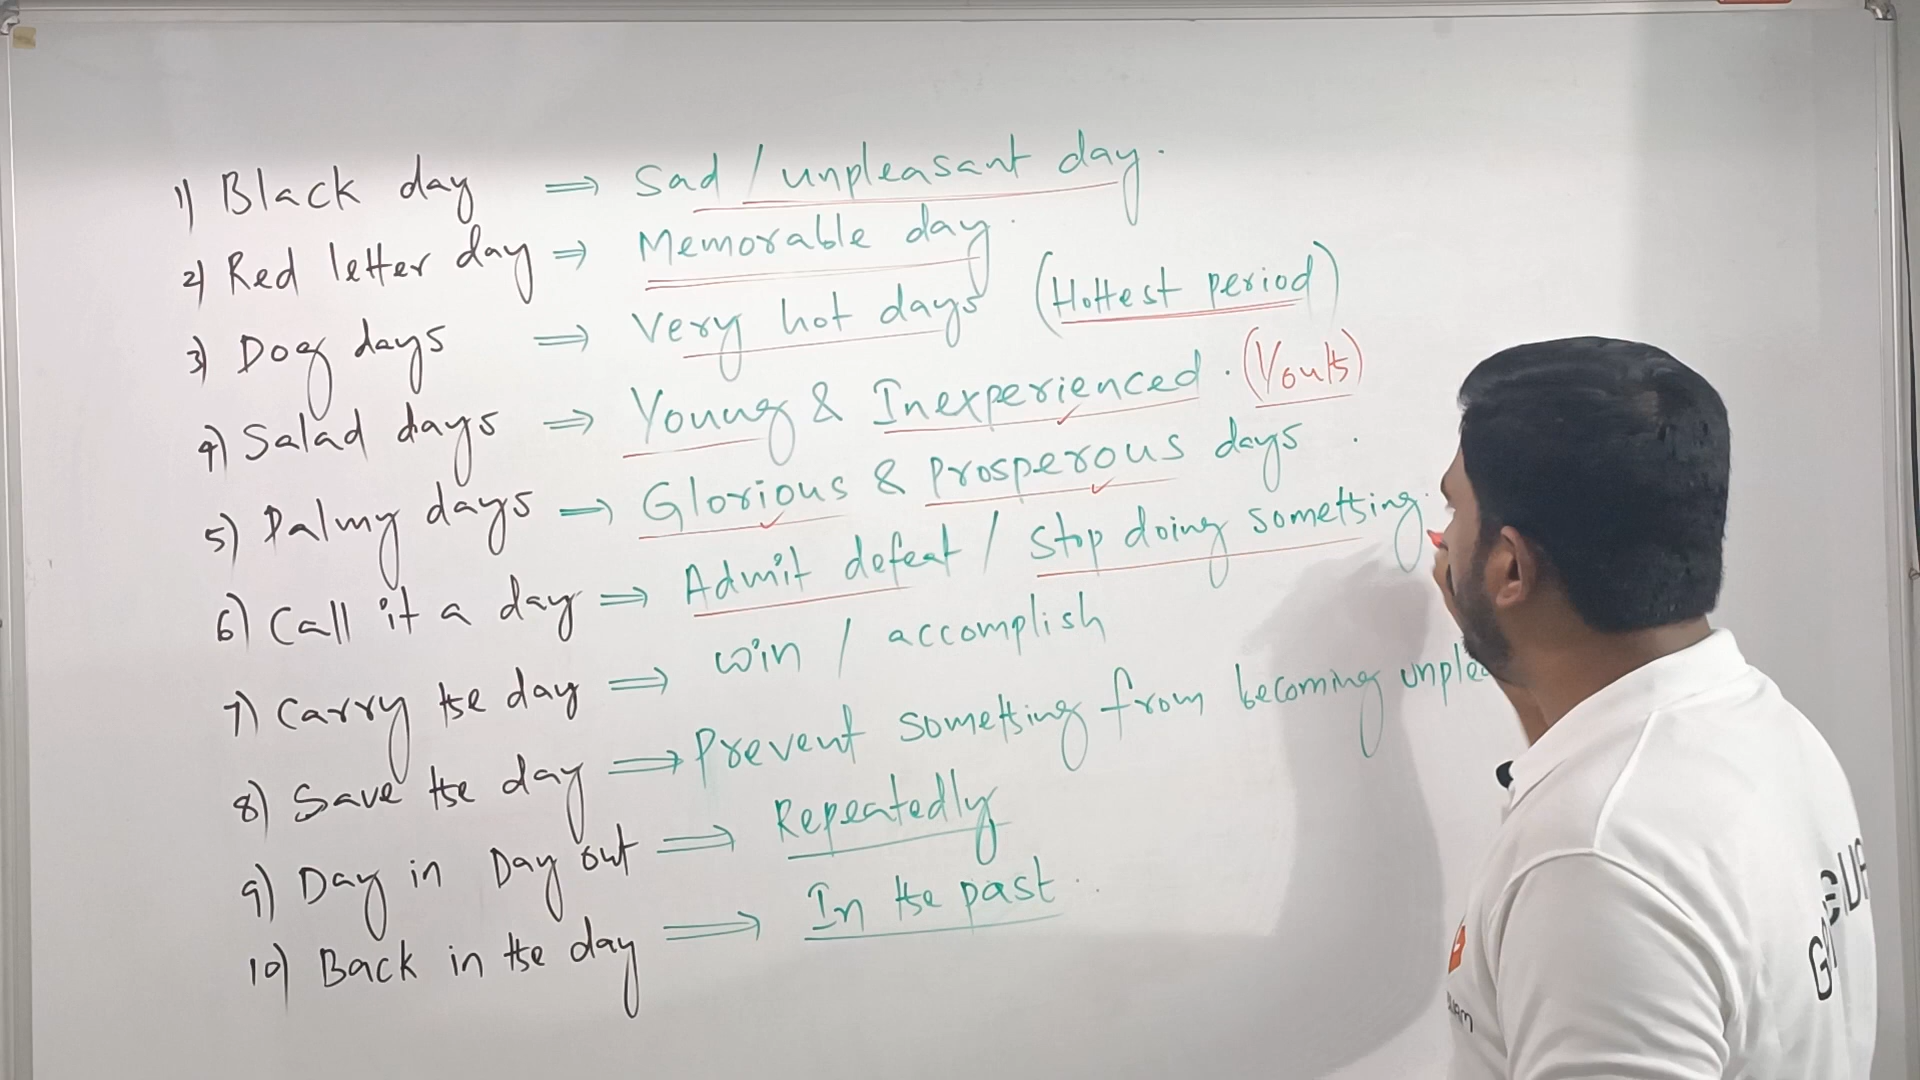 1) Black day ⇒ Sad / unpleasant day.
2) Red letter day ⇒ Memorable day.
3) Dog days ⇒ Very hot days (Hottest period)
4) Salad days ⇒ Young & Inexperienced. (Youth)
5) Palmy days ⇒ Glorious & Prosperous days.
6) Call it a day ⇒ Admit defeat / Stop doing something.
7) Carry the day ⇒ win / accomplish
8) Save the day ⇒ Prevent something from becoming
9) Day in Day out ⇒ Repeatedly
10) Back in the day ⇒ In the past.